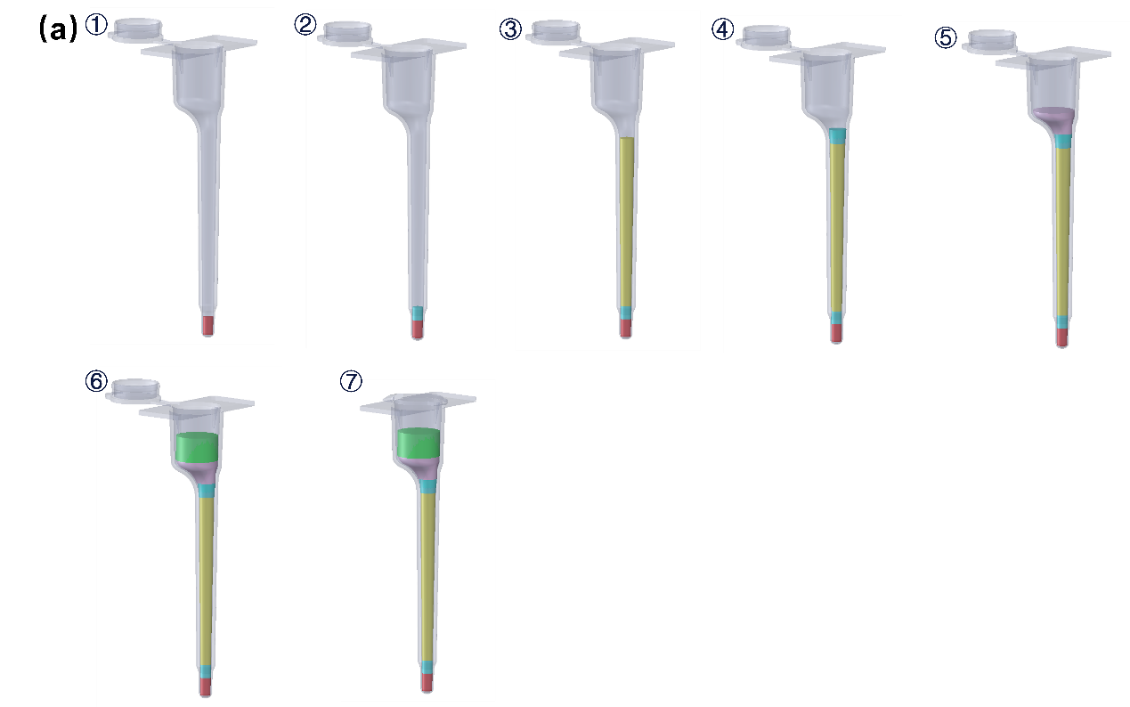 (a) ① ② ③ ④ ⑤
⑥ ⑦